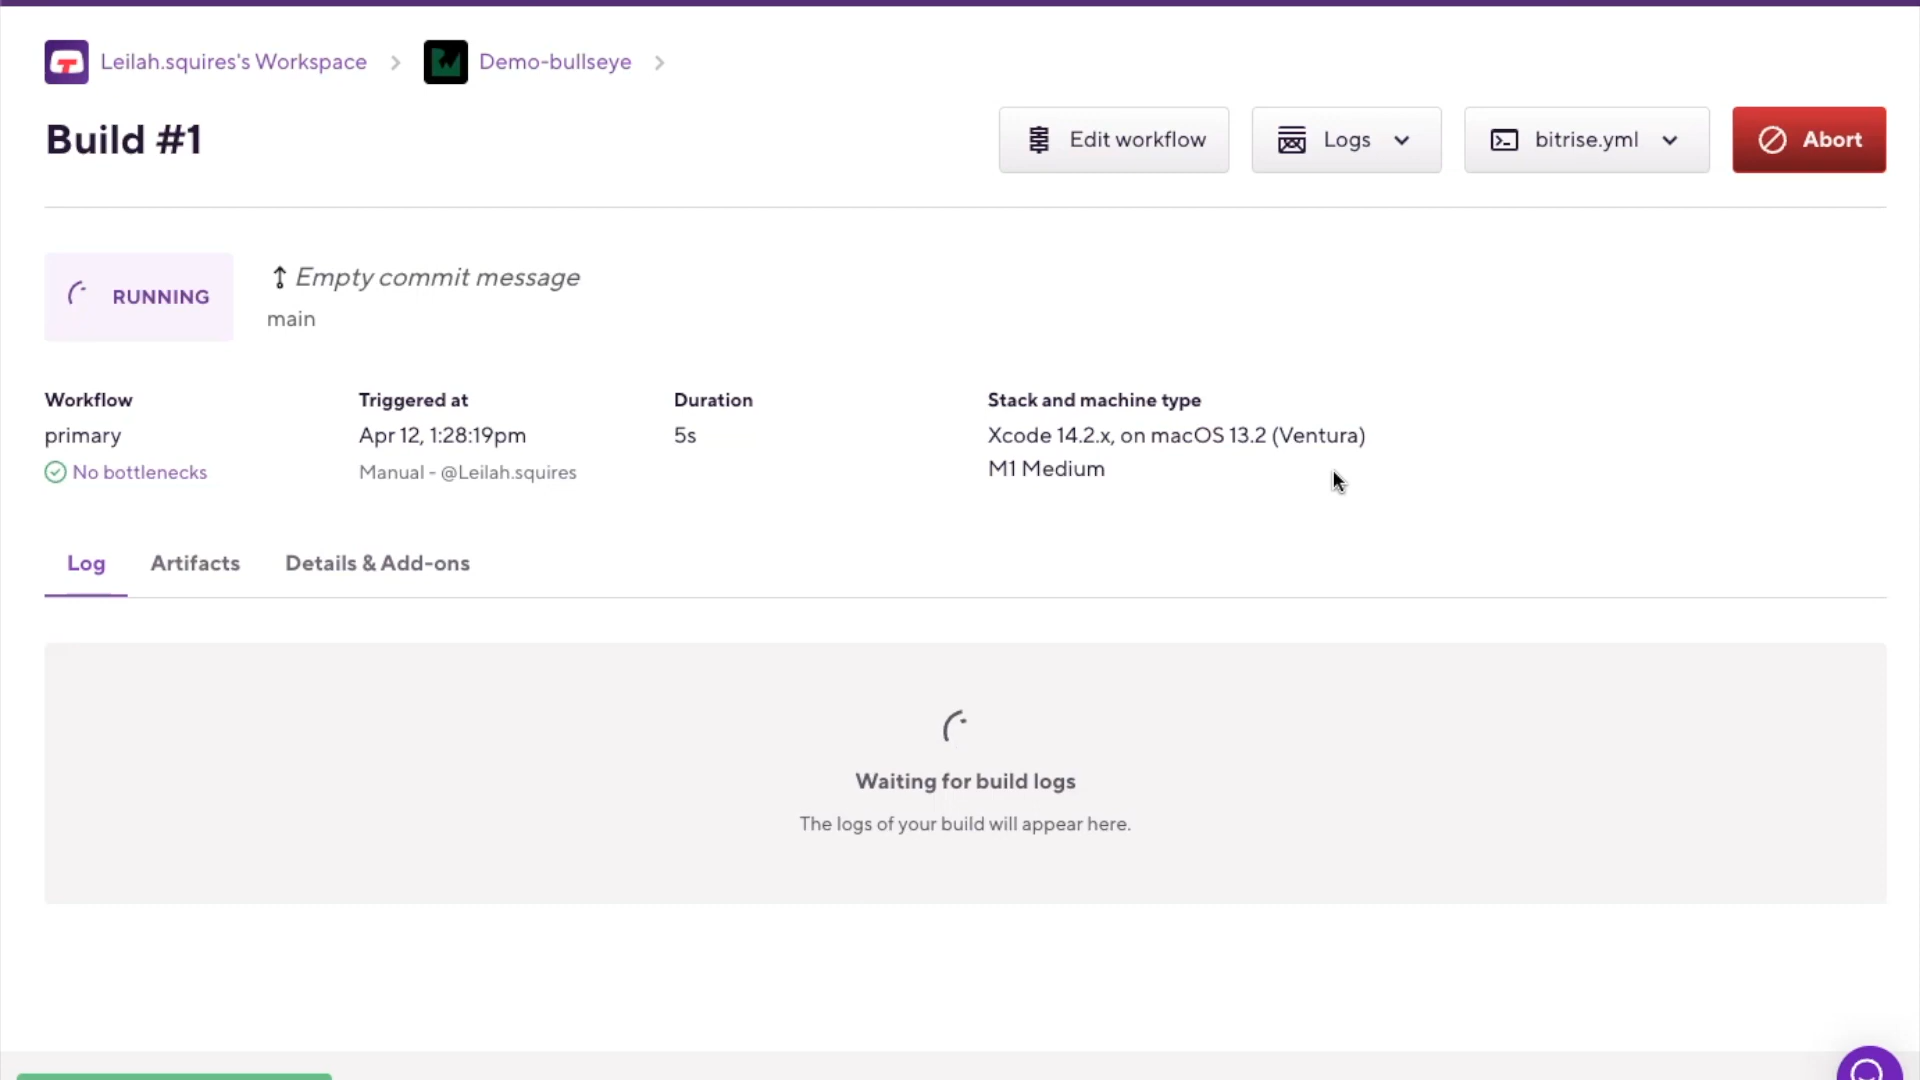 Leilah.squires's Workspace
Demo-bullseye
Build #1
Edit workflow
Logs
bitrise.yml
Abort
RUNNING
Empty commit message
main
Workflow
Triggered at
Duration
Stack and machine type
primary
Apr 12, 1:28:19pm
5s
Xcode 14.2.x, on macOS 13.2 (Ventura)
M1 Medium
No bottlenecks
Manual - @Leilah.squires
Log
Artifacts
Details & Add-ons
Waiting for build logs
The logs of your build will appear here.